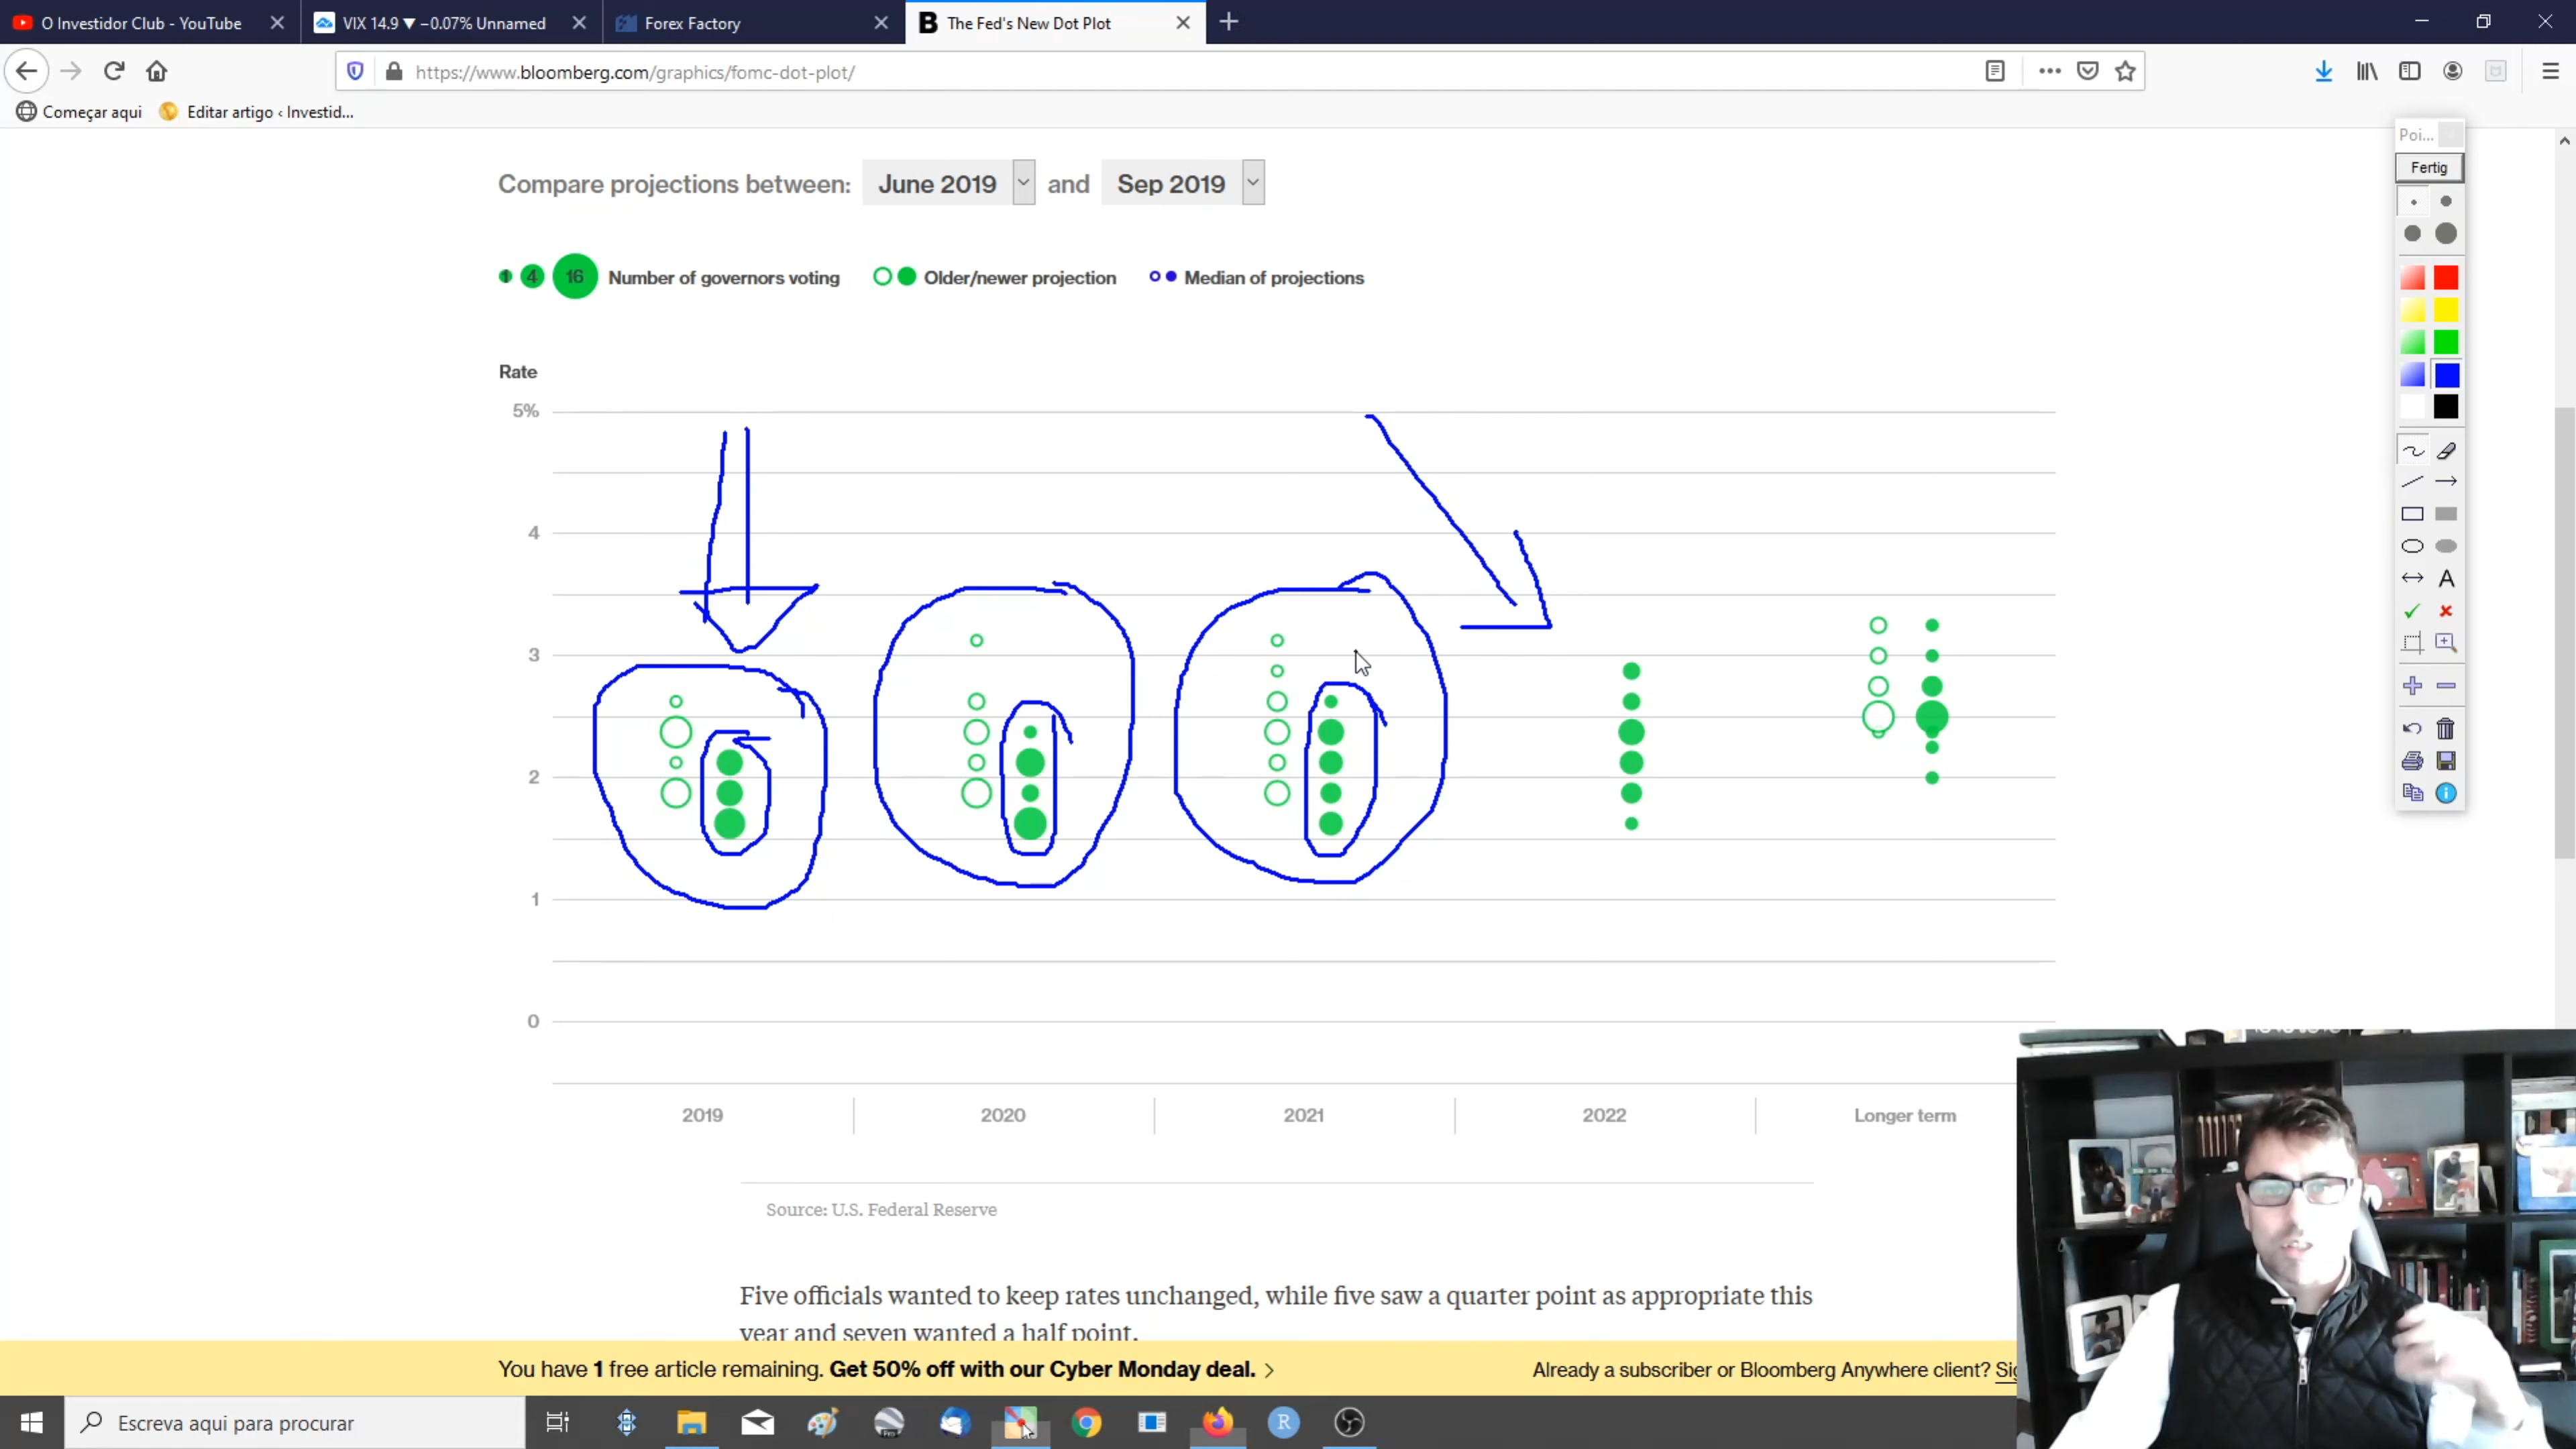 O Investidor Club - YouTube
VIX 14.9 ▼ −0.07% Unnamed
Forex Factory
B The Fed's New Dot Plot
https://www.bloomberg.com/graphics/fomc-dot-plot/
Começar aqui
Editar artigo ‹ Investid...
Poi...
Fertig
A
Compare projections between: June 2019 and Sep 2019
1 4 16 Number of governors voting Older/newer projection Median of projections
Rate
5%
4
3
2
1
0
2019 2020 2021 2022 Longer term
Source: U.S. Federal Reserve
Five officials wanted to keep rates unchanged, while five saw a quarter point as appropriate this
year and seven wanted a half point.
You have 1 free article remaining. Get 50% off with our Cyber Monday deal. >
Already a subscriber or Bloomberg Anywhere client?
Escreva aqui para procurar
R